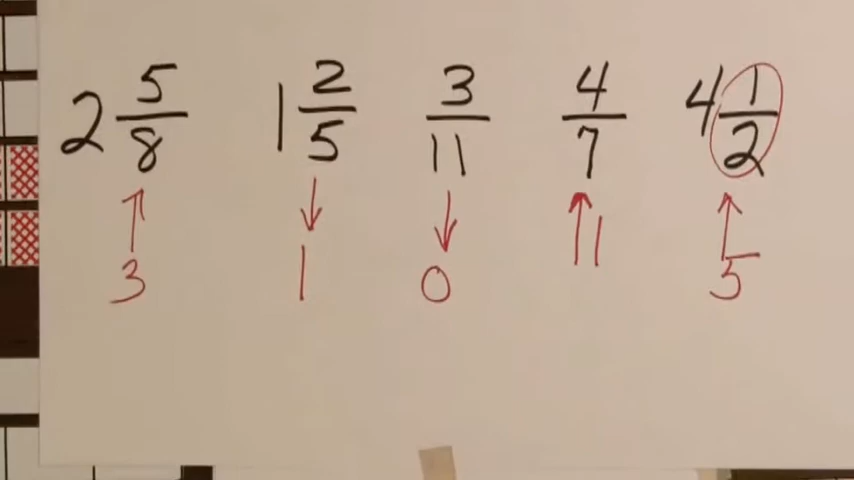 2 5/8 1 2/5 3/11 4/7 4 1/2
↑ ↓ ↓ ↑ ↑
3 1 0 1 5